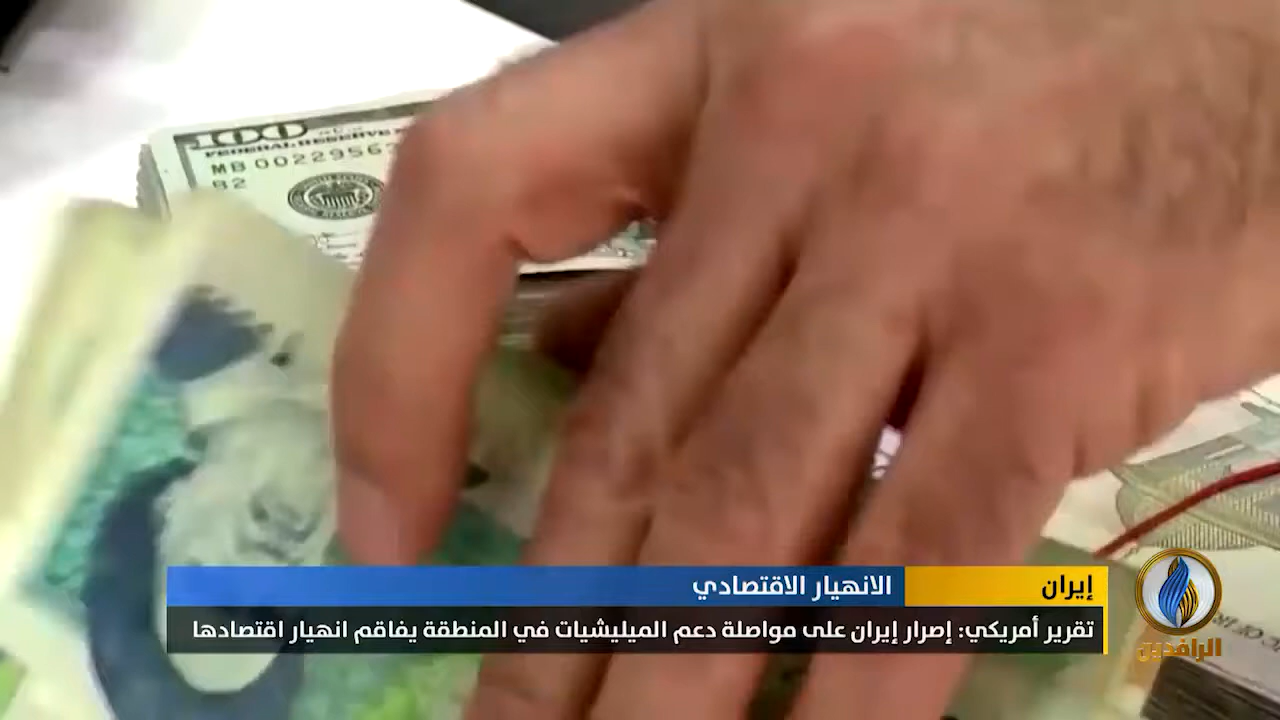 100
FEDERAL RESERVE
MB 0022956
B2
إيران
الانهيار الاقتصادي
تقرير أمريكي: إصرار إيران على مواصلة دعم الميليشيات في المنطقة يفاقم انهيار اقتصادها
الرافدين